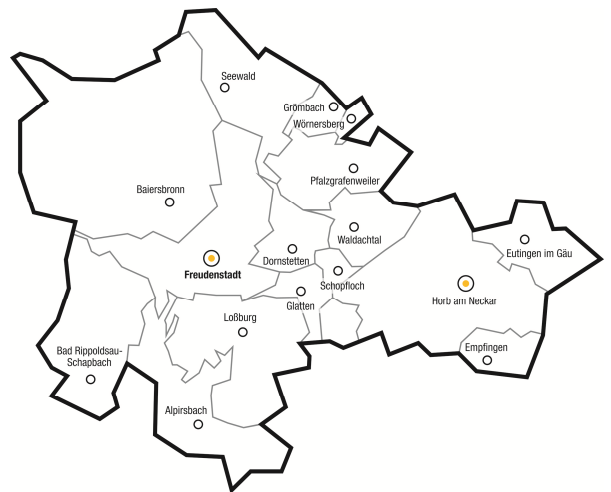 Seewald
Grömbach
Wörnersberg
Pfalzgrafenweiler
Baiersbronn
Waldachtal
Eutingen im Gäu
Dornstetten
Freudenstadt
Schopfloch
Horb am Neckar
Glatten
Loßburg
Empfingen
Bad Rippoldsau-
Schapbach
Alpirsbach